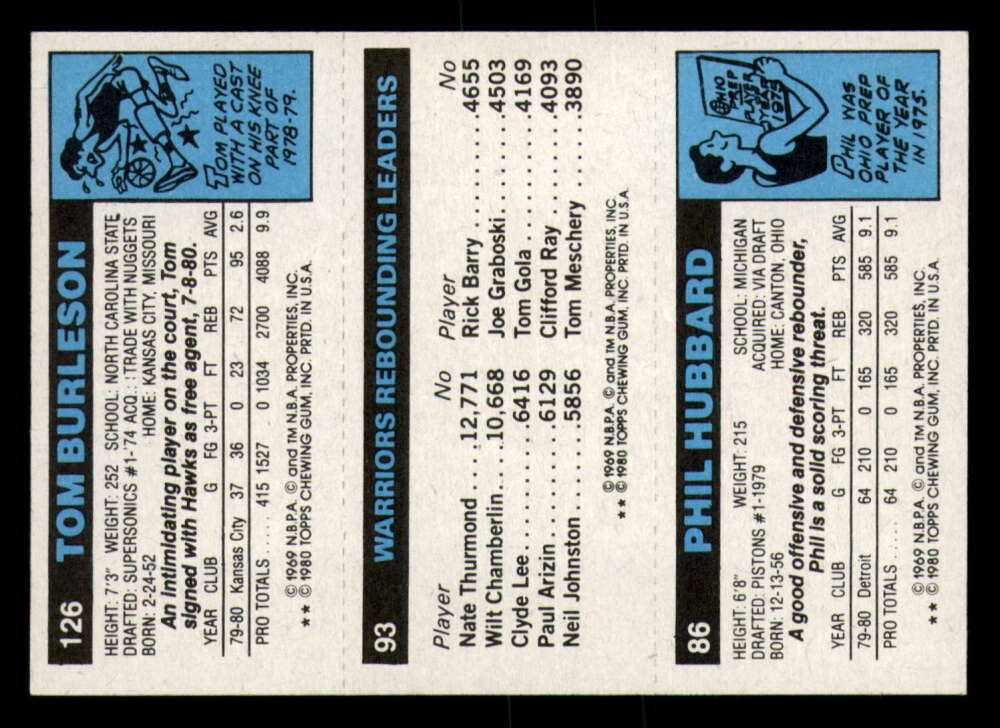 126 TOM BURLESON
HEIGHT: 7'3" WEIGHT: 252 SCHOOL: NORTH CAROLINA STATE
DRAFTED: SUPERSONICS #1-'74 ACQ.: TRADE WITH NUGGETS
BORN: 2-24-52 HOME: KANSAS CITY, MISSOURI
An intimidating player on the court, Tom
signed with Hawks as free agent, 7-8-80.
YEAR CLUB G FG 3-PT FT REB PTS AVG
79-80 Kansas City 37 36 0 23 72 95 2.6
PRO TOTALS.... 415 1527 0 1034 2700 4088 9.9
© 1969 N.B.P.A. © and TM N.B.A. PROPERTIES, INC.
** © 1980 TOPPS CHEWING GUM, INC. PRTD. IN U.S.A.
TOM PLAYED
WITH A CAST
ON HIS KNEE
PART OF
1978-79.
93 WARRIORS REBOUNDING LEADERS
Player No Player No
Nate Thurmond..12,771 Rick Barry..........4655
Wilt Chamberlin...10,668 Joe Graboski.......4503
Clyde Lee..........6416 Tom Gola..........4169
Paul Arizin.........6129 Clifford Ray........4093
Neil Johnston.......5856 Tom Meschery.....3890
© 1969 N.B.P.A. © and TM N.B.A. PROPERTIES, INC.
** © 1980 TOPPS CHEWING GUM, INC. PRTD. IN U.S.A.
86 PHIL HUBBARD
HEIGHT: 6'8" WEIGHT: 215 SCHOOL: MICHIGAN
DRAFTED: PISTONS #1-1979 ACQUIRED: VIA DRAFT
BORN: 12-13-56 HOME: CANTON, OHIO
A good offensive and defensive rebounder,
Phil is a solid scoring threat.
YEAR CLUB G FG 3-PT FT REB PTS AVG
79-80 Detroit 64 210 0 165 320 585 9.1
PRO TOTALS.... 64 210 0 165 320 585 9.1
© 1969 N.B.P.A. © and TM N.B.A. PROPERTIES, INC.
** © 1980 TOPPS CHEWING GUM, INC. PRTD. IN U.S.A.
OHIO
PREP
PLAYER
OF THE
YEAR
1975
PHIL WAS
OHIO PREP
PLAYER OF
THE YEAR
IN 1975.